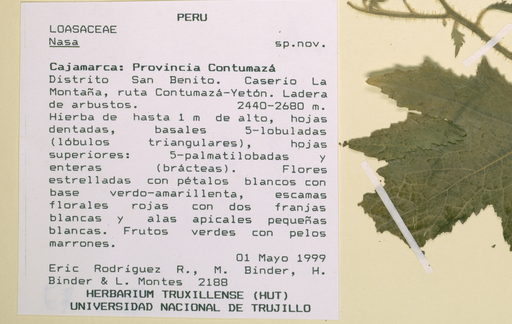 PERU
LOASACEAE
Nasa sp.nov.
Cajamarca: Provincia Contumazá
Distrito San Benito. Caserio La
Montaña, ruta Contumazá-Yetón. Ladera
de arbustos. 2440-2680 m.
Hierba de hasta 1 m de alto, hojas
dentadas, basales 5-lobuladas
(lóbulos triangulares), hojas
superiores: 5-palmatilobadas y
enteras (brácteas). Flores
estrelladas con pétalos blancos con
base verdo-amarillenta, escamas
florales rojas con dos franjas
blancas y alas apicales pequeñas
blancas. Frutos verdes con pelos
marrones.
01 Mayo 1999
Eric Rodríguez R., M. Binder, H.
Binder & L. Montes 2188
HERBARIUM TRUXILLENSE (HUT)
UNIVERSIDAD NACIONAL DE TRUJILLO